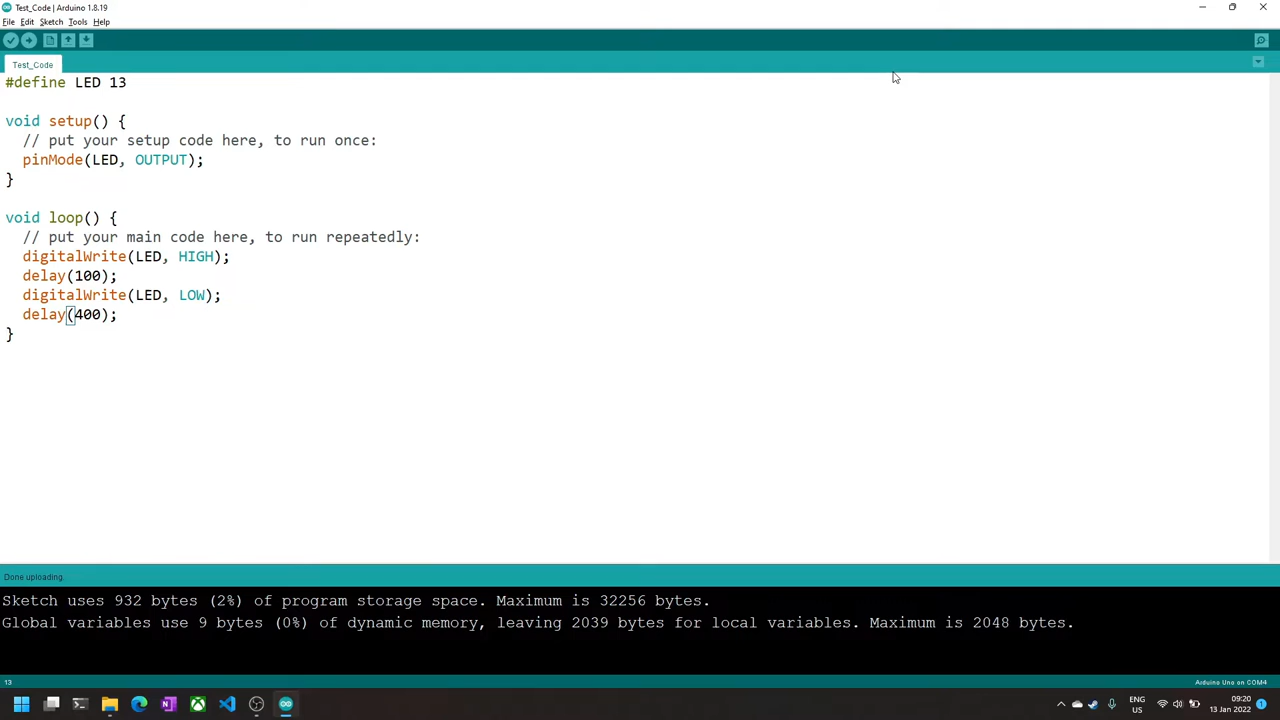 Test_Code | Arduino 1.8.19
File Edit Sketch Tools Help
Test_Code
#define LED 13
void setup() {
// put your setup code here, to run once:
pinMode(LED, OUTPUT);
}
void loop() {
// put your main code here, to run repeatedly:
digitalWrite(LED, HIGH);
delay(100);
digitalWrite(LED, LOW);
delay(400);
}
Done uploading.
Sketch uses 932 bytes (2%) of program storage space. Maximum is 32256 bytes.
Global variables use 9 bytes (0%) of dynamic memory, leaving 2039 bytes for local variables. Maximum is 2048 bytes.
13
Arduino Uno on COM4
ENG
US
09:20
13 Jan 2022
1